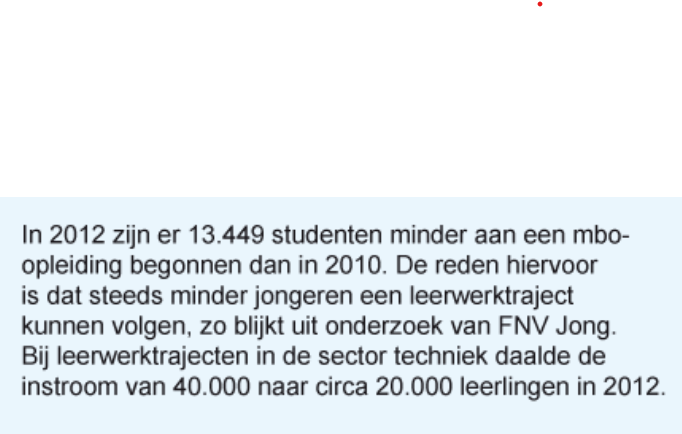 In 2012 zijn er 13.449 studenten minder aan een mbo-
opleiding begonnen dan in 2010. De reden hiervoor
is dat steeds minder jongeren een leerwerktraject
kunnen volgen, zo blijkt uit onderzoek van FNV Jong.
Bij leerwerktrajecten in de sector techniek daalde de
instroom van 40.000 naar circa 20.000 leerlingen in 2012.